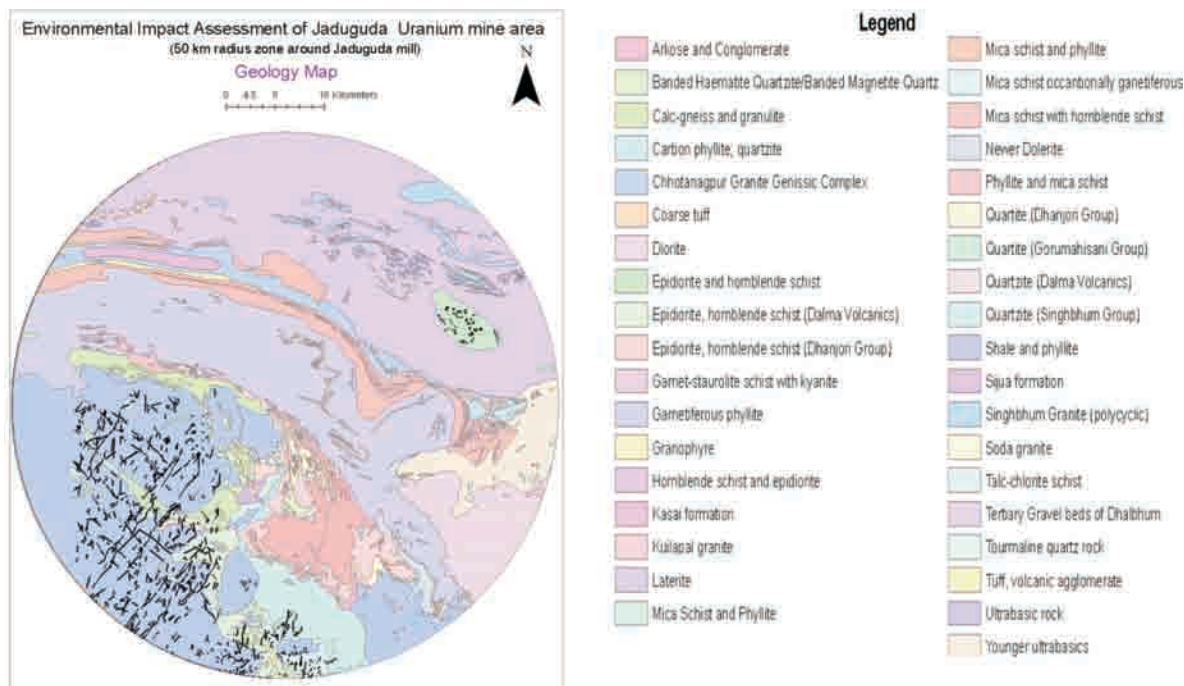 Environmental Impact Assessment of Jaduguda Uranium mine area
(50 km radius zone around Jaduguda mill)
Geology Map
N
0 4.5 9 18 Kilometers
Legend
Arkose and Conglomerate
Banded Haematite Quartzite/Banded Magnetite Quartz
Calc-gneiss and granulite
Carbon phyllite, quartzite
Chhotanagpur Granite Genissic Complex
Coarse tuff
Diorite
Epidiorite and hornblende schist
Epidiorite, hornblende schist (Dalma Volcanics)
Epidiorite, hornblende schist (Dhanjori Group)
Garnet-staurolite schist with kyanite
Garnetiferous phyllite
Granophyre
Hornblende schist and epidiorite
Kasai formation
Kuilapal granite
Laterite
Mica Schist and Phyllite
Mica schist and phyllite
Mica schist occantionally garnetiferous
Mica schist with hornblende schist
Newer Dolerite
Phyllite and mica schist
Quartite (Dhanjori Group)
Quartite (Gorumahisani Group)
Quartzite (Dalma Volcanics)
Quartzite (Singhbhum Group)
Shale and phyllite
Sijua formation
Singhbhum Granite (polycyclic)
Soda granite
Talc-chlorite schist
Tertiary Gravel beds of Dhalbhum
Tourmaline quartz rock
Tuff, volcanic agglomerate
Ultrabasic rock
Younger ultrabasics